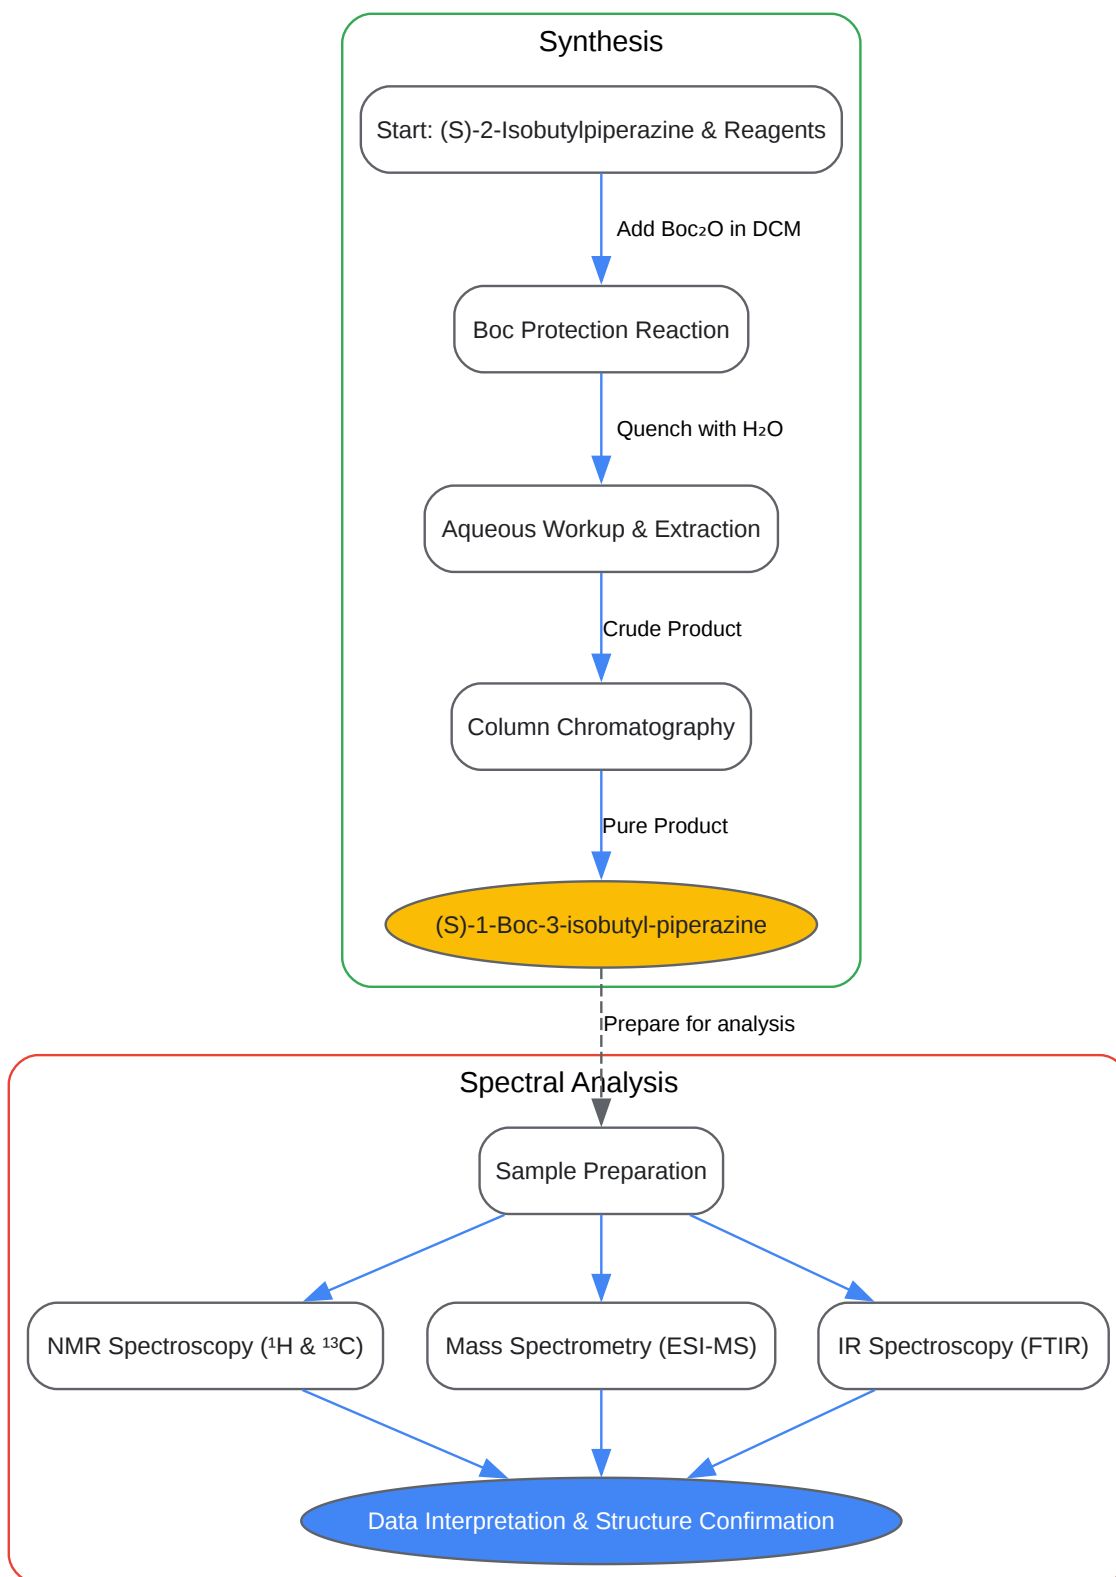 Synthesis
Start: (S)-2-Isobutylpiperazine & Reagents
Add Boc₂O in DCM
Boc Protection Reaction
Quench with H₂O
Aqueous Workup & Extraction
Crude Product
Column Chromatography
Pure Product
(S)-1-Boc-3-isobutyl-piperazine
Prepare for analysis
Spectral Analysis
Sample Preparation
NMR Spectroscopy (¹H & ¹³C)
Mass Spectrometry (ESI-MS)
IR Spectroscopy (FTIR)
Data Interpretation & Structure Confirmation